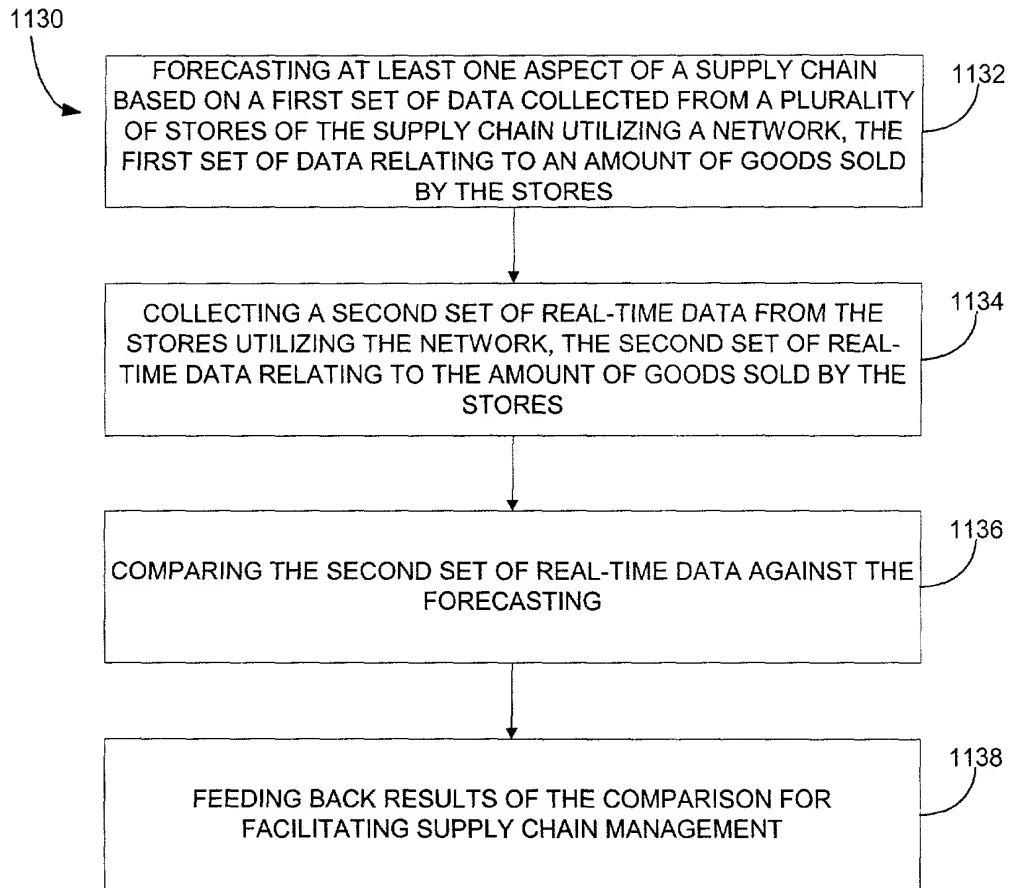 1130
FORECASTING AT LEAST ONE ASPECT OF A SUPPLY CHAIN
BASED ON A FIRST SET OF DATA COLLECTED FROM A PLURALITY
OF STORES OF THE SUPPLY CHAIN UTILIZING A NETWORK, THE
FIRST SET OF DATA RELATING TO AN AMOUNT OF GOODS SOLD
BY THE STORES
1132
COLLECTING A SECOND SET OF REAL-TIME DATA FROM THE
STORES UTILIZING THE NETWORK, THE SECOND SET OF REAL-
TIME DATA RELATING TO THE AMOUNT OF GOODS SOLD BY THE
STORES
1134
COMPARING THE SECOND SET OF REAL-TIME DATA AGAINST THE
FORECASTING
1136
FEEDING BACK RESULTS OF THE COMPARISON FOR
FACILITATING SUPPLY CHAIN MANAGEMENT
1138